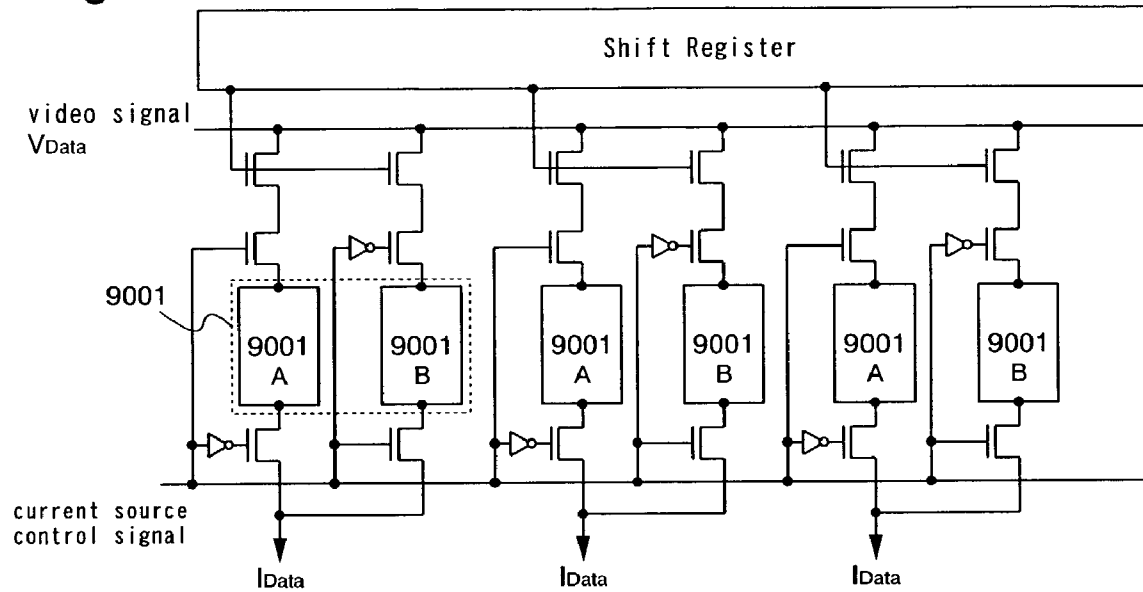 Shift Register
video signal
VData
9001
9001
A
9001
B
9001
A
9001
B
9001
A
9001
B
current source
control signal
IData
IData
IData